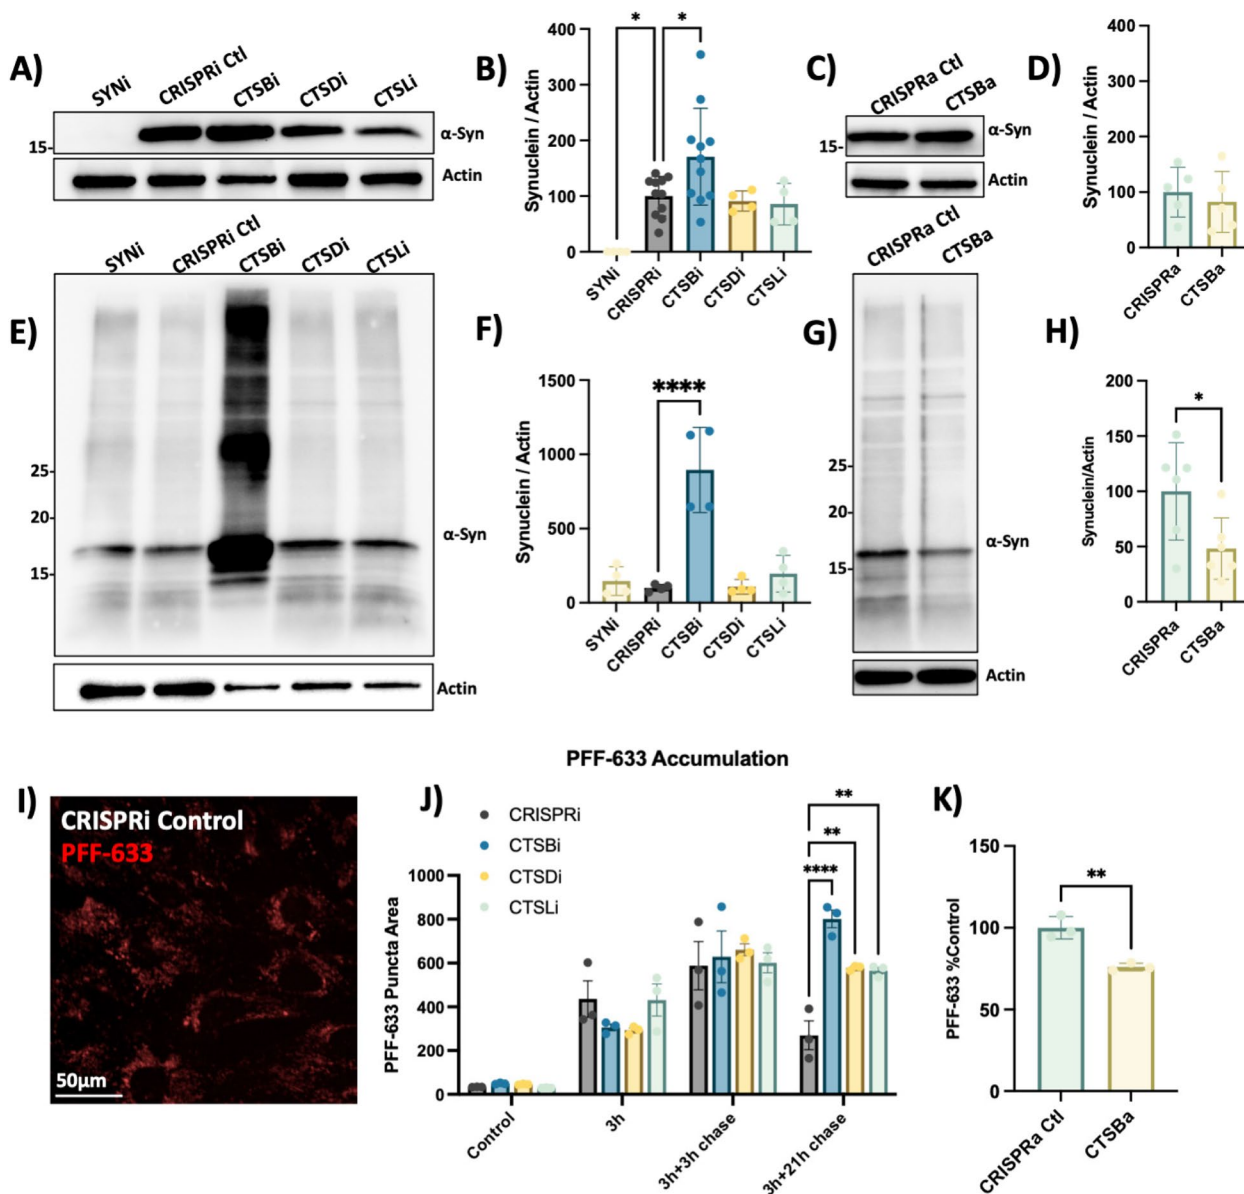 A)
SYNi
CRISPRi Ctl
CTSBi
CTSDi
CTSLi
15-
α-Syn
Actin
B)
* *
Synuclein / Actin
400
300
200
100
0
SYNi
CRISPRi
CTSBi
CTSDi
CTSLi
C)
CRISPRa Ctl
CTSBa
15-
α-Syn
Actin
D)
Synuclein / Actin
400
300
200
100
0
CRISPRa
CTSBa
E)
SYNi
CRISPRi Ctl
CTSBi
CTSDi
CTSLi
25-
20-
15-
α-Syn
Actin
F)
****
Synuclein / Actin
1500
1000
500
0
SYNi
CRISPRi
CTSBi
CTSDi
CTSLi
G)
CRISPRa Ctl
CTSBa
25-
20-
15-
α-Syn
Actin
H)
*
Synuclein/Actin
200
150
100
50
0
CRISPRa
CTSBa
PFF-633 Accumulation
I)
CRISPRi Control
PFF-633
50µm
J)
CRISPRi
CTSBi
CTSDi
CTSLi
**
**
****
PFF-633 Puncta Area
1000
800
600
400
200
0
Control
3h
3h+3h chase
3h+21h chase
K)
**
PFF-633 %Control
150
100
50
0
CRISPRa Ctl
CTSBa